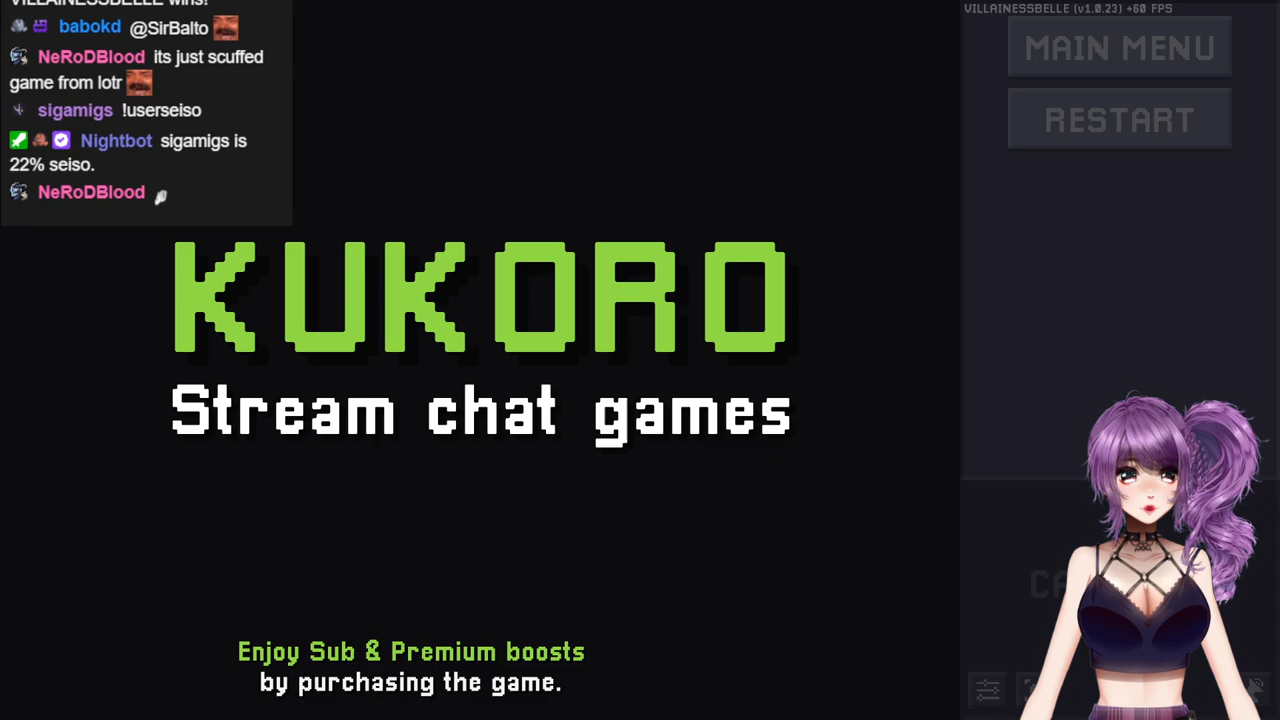 VILLAINESSBELLE wins!
babokd @SirBalto
NeRoDBlood its just scuffed
game from lotr
sigamigs !userseiso
Nightbot sigamigs is
22% seiso.
NeRoDBlood
VILLAINESSBELLE (v1.0.23) +60 FPS
MAIN MENU
RESTART
KUKORO
Stream chat games
Enjoy Sub & Premium boosts
by purchasing the game.